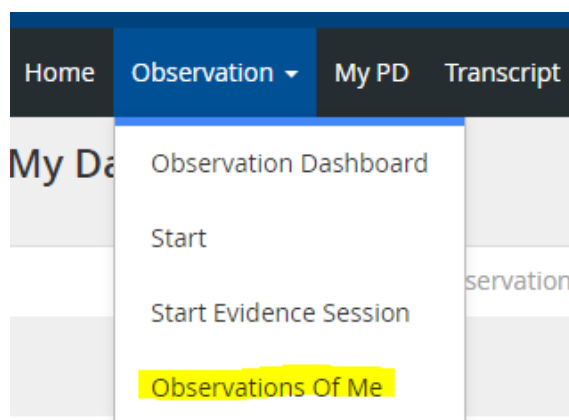 Home Observation My PD Transcript
My Da
Observation Dashboard
Start
servation
Start Evidence Session
Observations Of Me